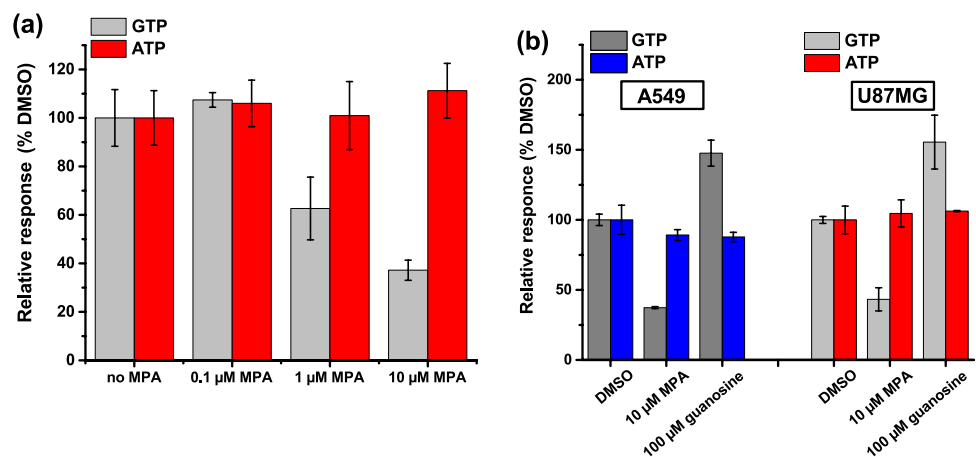 (a)
GTP
ATP
Relative response (% DMSO)
120
100
80
60
40
20
0
no MPA
0.1 µM MPA
1 µM MPA
10 µM MPA
(b)
GTP
ATP
A549
GTP
ATP
U87MG
Relative responce (% DMSO)
200
150
100
50
0
DMSO
10 µM MPA
100 µM guanosine
DMSO
10 µM MPA
100 µM guanosine